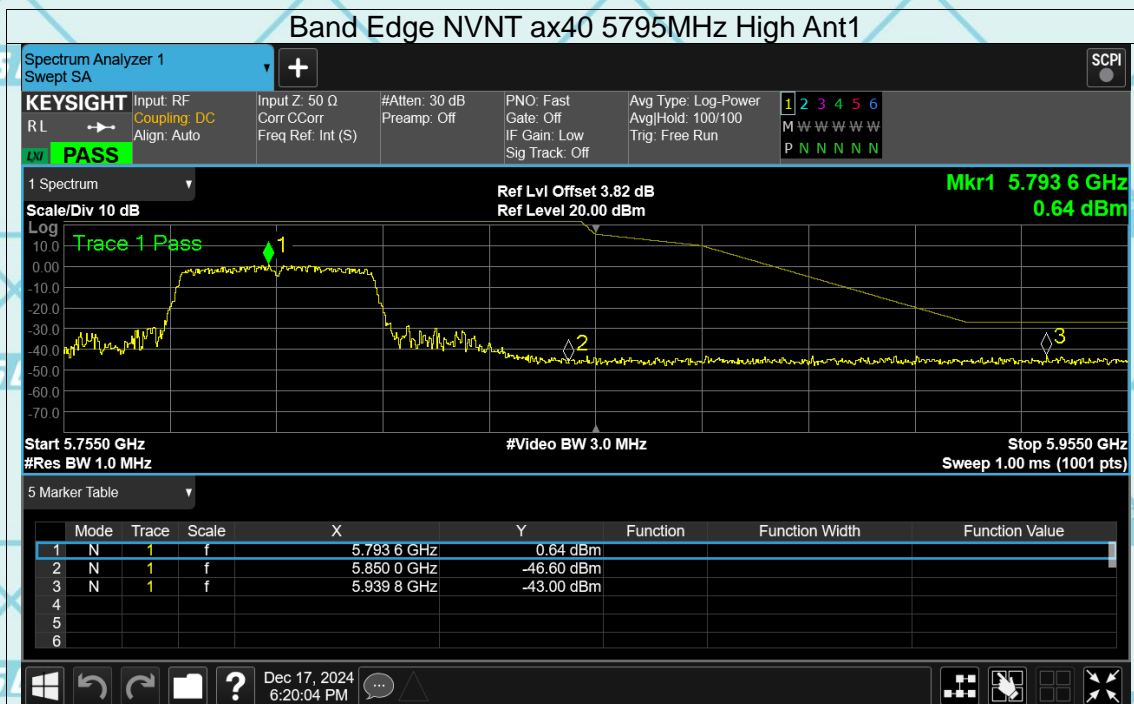 Band Edge NVNT ax40 5795MHz High Ant1
Spectrum Analyzer 1
Swept SA
+
SCPI
KEYSIGHT
RL
LXI PASS
Input: RF
Coupling: DC
Align: Auto
Input Z: 50 Ω
Corr CCorr
Freq Ref: Int (S)
#Atten: 30 dB
Preamp: Off
PNO: Fast
Gate: Off
IF Gain: Low
Sig Track: Off
Avg Type: Log-Power
Avg|Hold: 100/100
Trig: Free Run
1 2 3 4 5 6
M W W W W W
P N N N N N
1 Spectrum
Scale/Div 10 dB
Ref Lvl Offset 3.82 dB
Ref Level 20.00 dBm
Mkr1 5.793 6 GHz
0.64 dBm
Log
Trace 1 Pass
10.0
0.00
-10.0
-20.0
-30.0
-40.0
-50.0
-60.0
-70.0
1
2
3
Start 5.7550 GHz
#Res BW 1.0 MHz
#Video BW 3.0 MHz
Stop 5.9550 GHz
Sweep 1.00 ms (1001 pts)
5 Marker Table
Mode Trace Scale X Y Function Function Width Function Value
1 N 1 f 5.793 6 GHz 0.64 dBm
2 N 1 f 5.850 0 GHz -46.60 dBm
3 N 1 f 5.939 8 GHz -43.00 dBm
4
5
6
?
Dec 17, 2024
6:20:04 PM